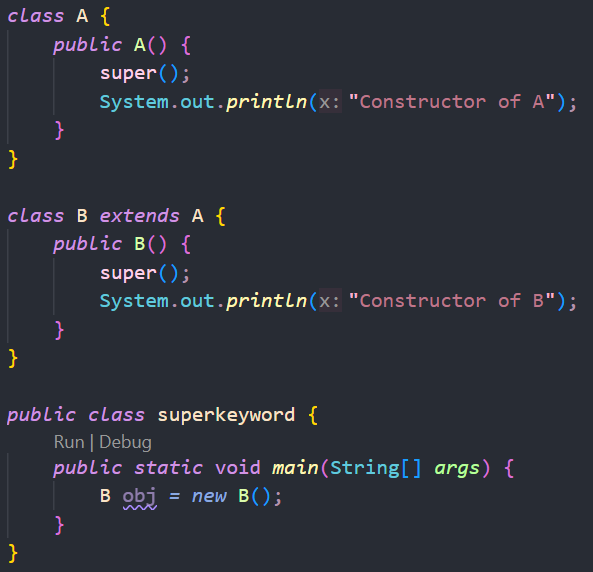 class A {
public A() {
super();
System.out.println(x: "Constructor of A");
}
}
class B extends A {
public B() {
super();
System.out.println(x: "Constructor of B");
}
}
public class superkeyword {
Run | Debug
public static void main(String[] args) {
B obj = new B();
}
}